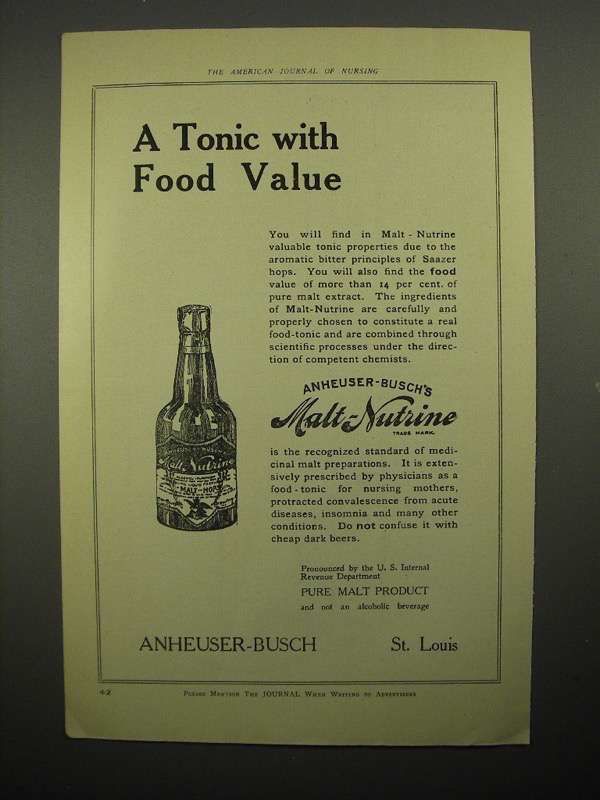 THE AMERICAN JOURNAL OF NURSING
A Tonic with
Food Value
You will find in Malt-Nutrine
valuable tonic properties due to the
aromatic bitter principles of Saazer
hops. You will also find the food
value of more than 14 per cent. of
pure malt extract. The ingredients
of Malt-Nutrine are carefully and
properly chosen to constitute a real
food-tonic and are combined through
scientific processes under the direc-
tion of competent chemists.
ANHEUSER-BUSCH'S
Malt-Nutrine
TRADE MARK.
is the recognized standard of medi-
cinal malt preparations. It is exten-
sively prescribed by physicians as a
food-tonic for nursing mothers,
protracted convalescence from acute
diseases, insomnia and many other
conditions. Do not confuse it with
cheap dark beers.
Malt-Nutrine
MALT-HOPS
Pronounced by the U. S. Internal
Revenue Department
PURE MALT PRODUCT
and not an alcoholic beverage
ANHEUSER-BUSCH St. Louis
42 PLEASE MENTION THE JOURNAL WHEN WRITING TO ADVERTISERS